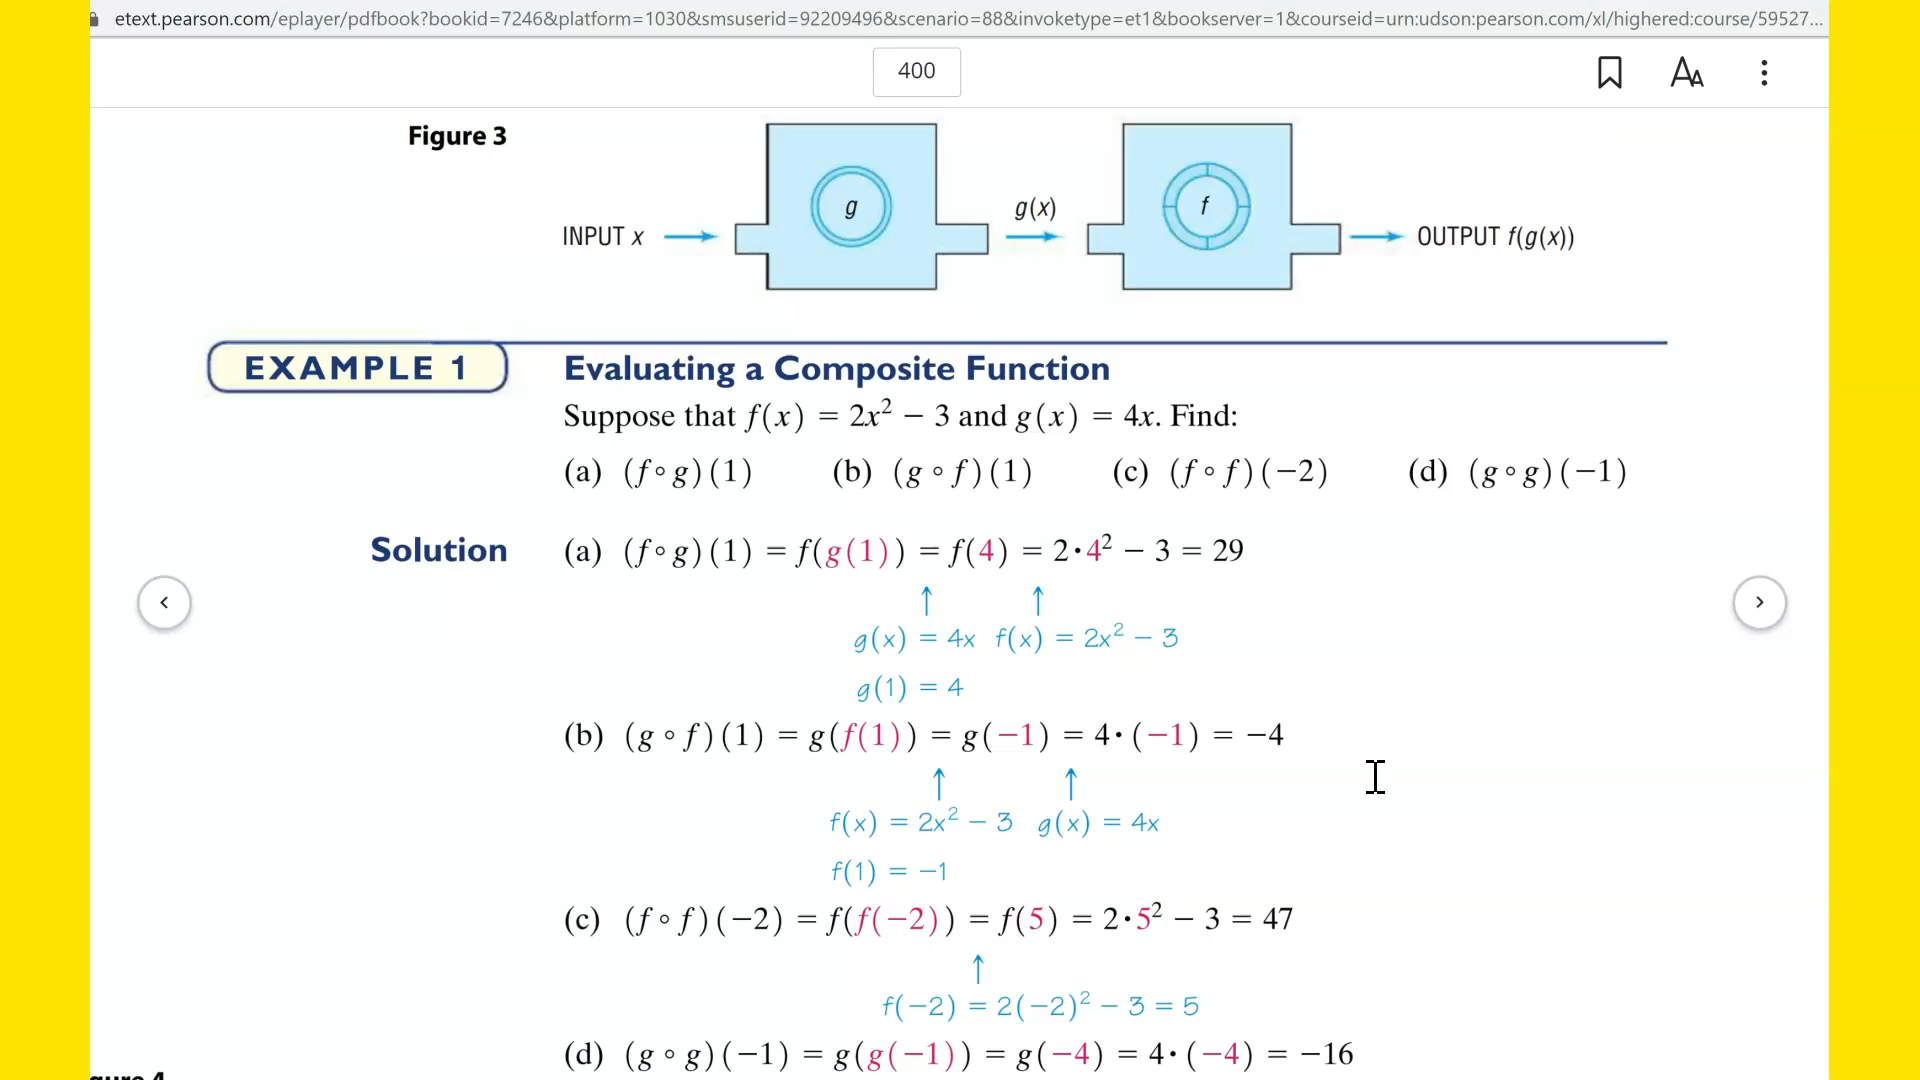 etext.pearson.com/eplayer/pdfbook?bookid=7246&platform=1030&smsuserid=92209496&scenario=88&invoketype=et1&bookserver=1&courseid=urn:udson:pearson.com/xl/highered:course/59527...
400
AA
Figure 3
INPUT x
g
g(x)
f
OUTPUT f(g(x))
EXAMPLE 1 Evaluating a Composite Function
Suppose that f(x) = 2x² − 3 and g(x) = 4x. Find:
(a) (f∘g)(1) (b) (g∘f)(1) (c) (f∘f)(−2) (d) (g∘g)(−1)
Solution (a) (f∘g)(1) = f(g(1)) = f(4) = 2·4² − 3 = 29
↑ ↑
g(x) = 4x f(x) = 2x² − 3
g(1) = 4
(b) (g∘f)(1) = g(f(1)) = g(−1) = 4·(−1) = −4
↑ ↑
f(x) = 2x² − 3 g(x) = 4x
f(1) = −1
(c) (f∘f)(−2) = f(f(−2)) = f(5) = 2·5² − 3 = 47
↑
f(−2) = 2(−2)² − 3 = 5
(d) (g∘g)(−1) = g(g(−1)) = g(−4) = 4·(−4) = −16